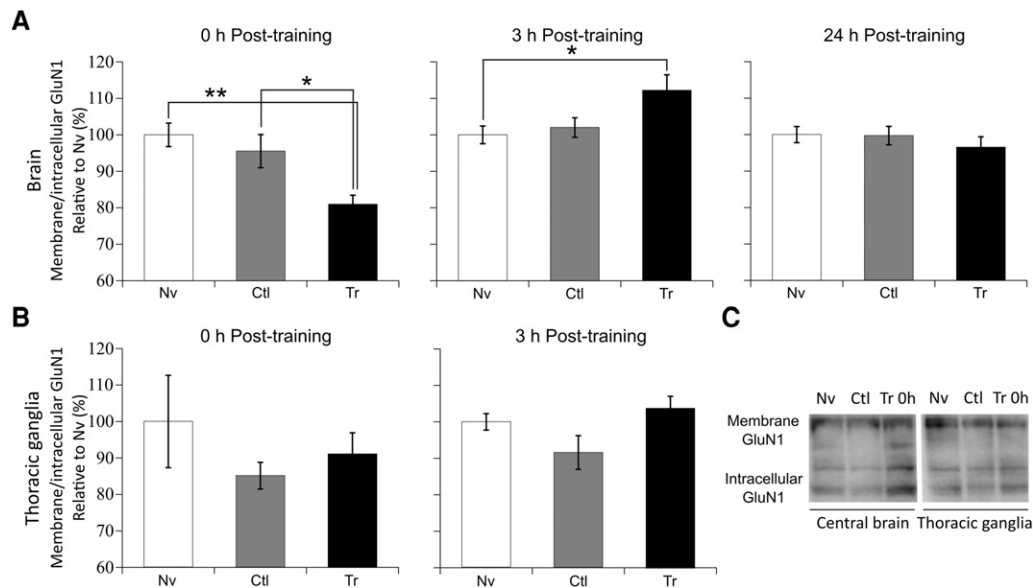 A
0 h Post-training
3 h Post-training
24 h Post-training
Brain
Membrane/intracellular GluN1
Relative to Nv (%)
120
110
100
90
80
70
60
**
*
*
Nv Ctl Tr
Nv Ctl Tr
Nv Ctl Tr
B
0 h Post-training
3 h Post-training
Thoracic ganglia
Membrane/intracellular GluN1
Relative to Nv (%)
120
110
100
90
80
70
60
Nv Ctl Tr
Nv Ctl Tr
C
Nv Ctl Tr 0h Nv Ctl Tr 0h
Membrane
GluN1
Intracellular
GluN1
Central brain Thoracic ganglia